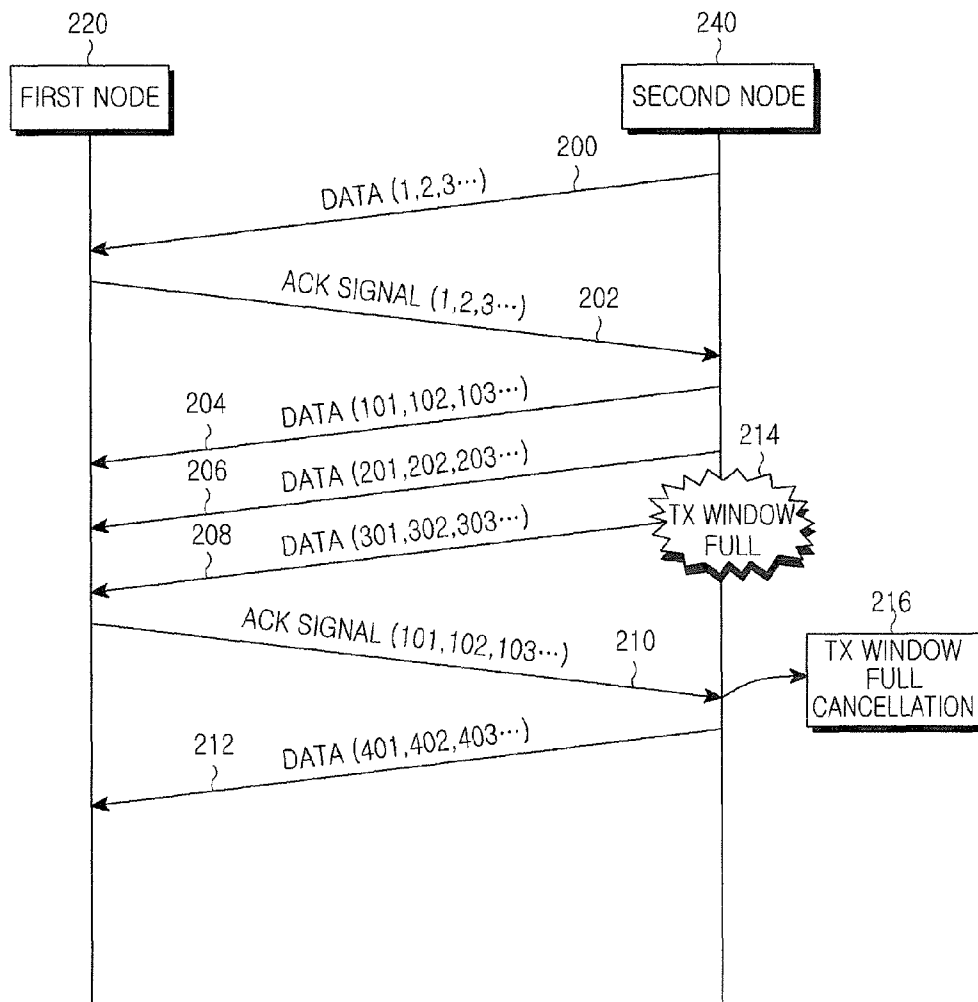 220
240
FIRST NODE
SECOND NODE
200
DATA (1,2,3···)
ACK SIGNAL (1,2,3···)
202
204
DATA (101,102,103···)
214
206
DATA (201,202,203···)
TX WINDOW
FULL
208
DATA (301,302,303···)
216
ACK SIGNAL (101,102,103···)
210
TX WINDOW
FULL
CANCELLATION
212
DATA (401,402,403···)